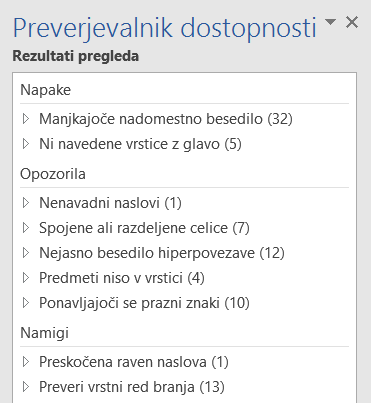 Preverjevalnik dostopnosti
Rezultati pregleda
Napake
Manjkajoče nadomestno besedilo (32)
Ni navedene vrstice z glavo (5)
Opozorila
Nenavadni naslovi (1)
Spojene ali razdeljene celice (7)
Nejasno besedilo hiperpovezave (12)
Predmeti niso v vrstici (4)
Ponavljajoči se prazni znaki (10)
Namigi
Preskočena raven naslova (1)
Preveri vrstni red branja (13)